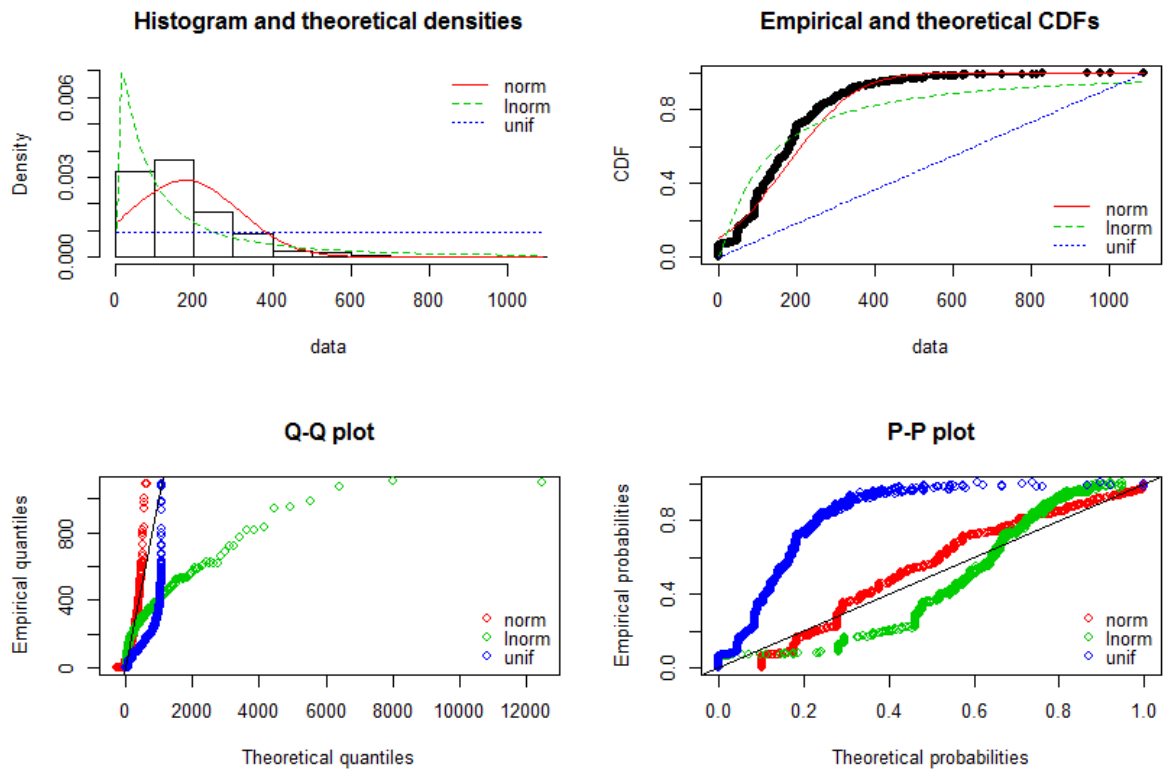 Histogram and theoretical densities
Density
0.000 0.003 0.006
norm
lnorm
unif
0 200 400 600 800 1000
data
Empirical and theoretical CDFs
CDF
0.0 0.4 0.8
norm
lnorm
unif
0 200 400 600 800 1000
data
Q-Q plot
Empirical quantiles
0 400 800
norm
lnorm
unif
0 2000 4000 6000 8000 10000 12000
Theoretical quantiles
P-P plot
Empirical probabilities
0.0 0.4 0.8
norm
lnorm
unif
0.0 0.2 0.4 0.6 0.8 1.0
Theoretical probabilities